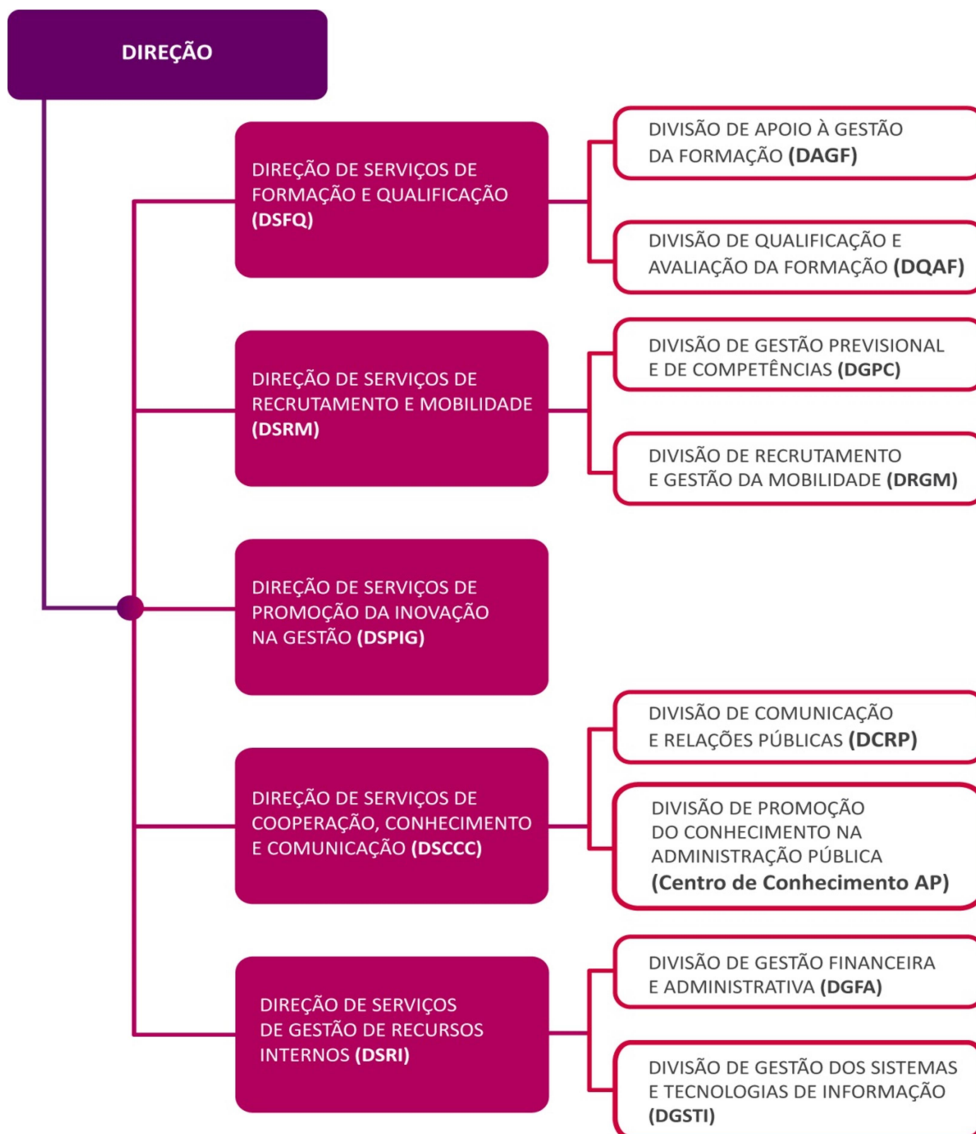 DIREÇÃO
DIREÇÃO DE SERVIÇOS DE
FORMAÇÃO E QUALIFICAÇÃO
(DSFQ)
DIVISÃO DE APOIO À GESTÃO
DA FORMAÇÃO (DAGF)
DIVISÃO DE QUALIFICAÇÃO E
AVALIAÇÃO DA FORMAÇÃO (DQAF)
DIREÇÃO DE SERVIÇOS DE
RECRUTAMENTO E MOBILIDADE
(DSRM)
DIVISÃO DE GESTÃO PREVISIONAL
E DE COMPETÊNCIAS (DGPC)
DIVISÃO DE RECRUTAMENTO
E GESTÃO DA MOBILIDADE (DRGM)
DIREÇÃO DE SERVIÇOS DE
PROMOÇÃO DA INOVAÇÃO
NA GESTÃO (DSPIG)
DIREÇÃO DE SERVIÇOS DE
COOPERAÇÃO, CONHECIMENTO
E COMUNICAÇÃO (DSCCC)
DIVISÃO DE COMUNICAÇÃO
E RELAÇÕES PÚBLICAS (DCRP)
DIVISÃO DE PROMOÇÃO
DO CONHECIMENTO NA
ADMINISTRAÇÃO PÚBLICA
(Centro de Conhecimento AP)
DIREÇÃO DE SERVIÇOS
DE GESTÃO DE RECURSOS
INTERNOS (DSRI)
DIVISÃO DE GESTÃO FINANCEIRA
E ADMINISTRATIVA (DGFA)
DIVISÃO DE GESTÃO DOS SISTEMAS
E TECNOLOGIAS DE INFORMAÇÃO
(DGSTI)